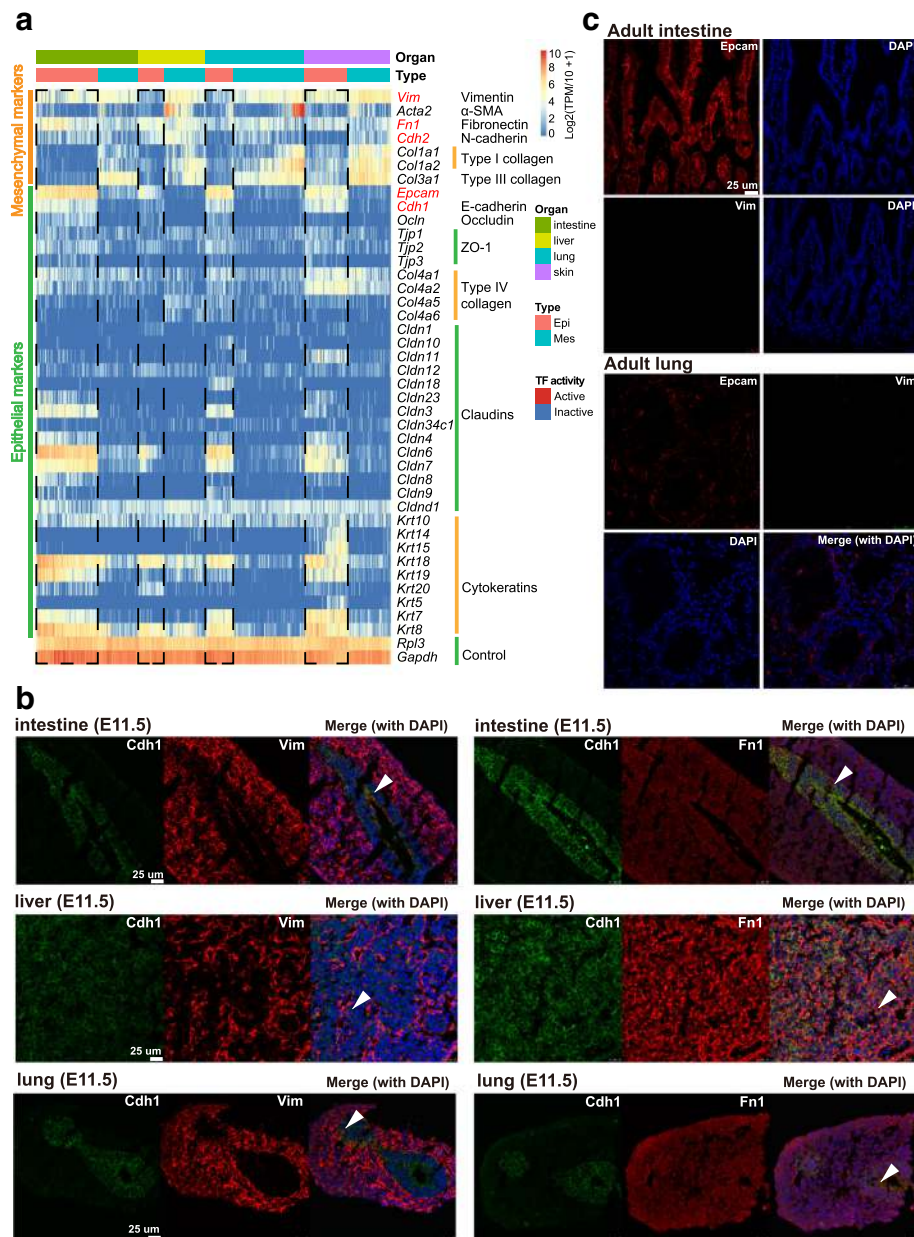 a
Organ
Type
Mesenchymal markers
Epithelial markers
Vim
Acta2
Fn1
Cdh2
Col1a1
Col1a2
Col3a1
Epcam
Cdh1
Ocln
Tjp1
Tjp2
Tjp3
Col4a1
Col4a2
Col4a5
Col4a6
Cldn1
Cldn10
Cldn11
Cldn12
Cldn18
Cldn23
Cldn3
Cldn34c1
Cldn4
Cldn6
Cldn7
Cldn8
Cldn9
Cldnd1
Krt10
Krt14
Krt15
Krt18
Krt19
Krt20
Krt5
Krt7
Krt8
Rpl3
Gapdh
Vimentin
α-SMA
Fibronectin
N-cadherin
Type I collagen
Type III collagen
E-cadherin
Occludin
ZO-1
Type IV
collagen
Claudins
Cytokeratins
Control
10
8
6
4
2
0
Log2(TPM/10 +1)
Organ
intestine
liver
lung
skin
Type
Epi
Mes
TF activity
Active
Inactive
c
Adult intestine
Epcam
DAPI
25 um
Vim
DAPI
Adult lung
Epcam
Vim
DAPI
Merge (with DAPI)
b
intestine (E11.5)
Merge (with DAPI)
Cdh1
Vim
25 um
intestine (E11.5)
Merge (with DAPI)
Cdh1
Fn1
liver (E11.5)
Merge (with DAPI)
Cdh1
Vim
25 um
liver (E11.5)
Merge (with DAPI)
Cdh1
Fn1
lung (E11.5)
Merge (with DAPI)
Cdh1
Vim
25 um
lung (E11.5)
Merge (with DAPI)
Cdh1
Fn1